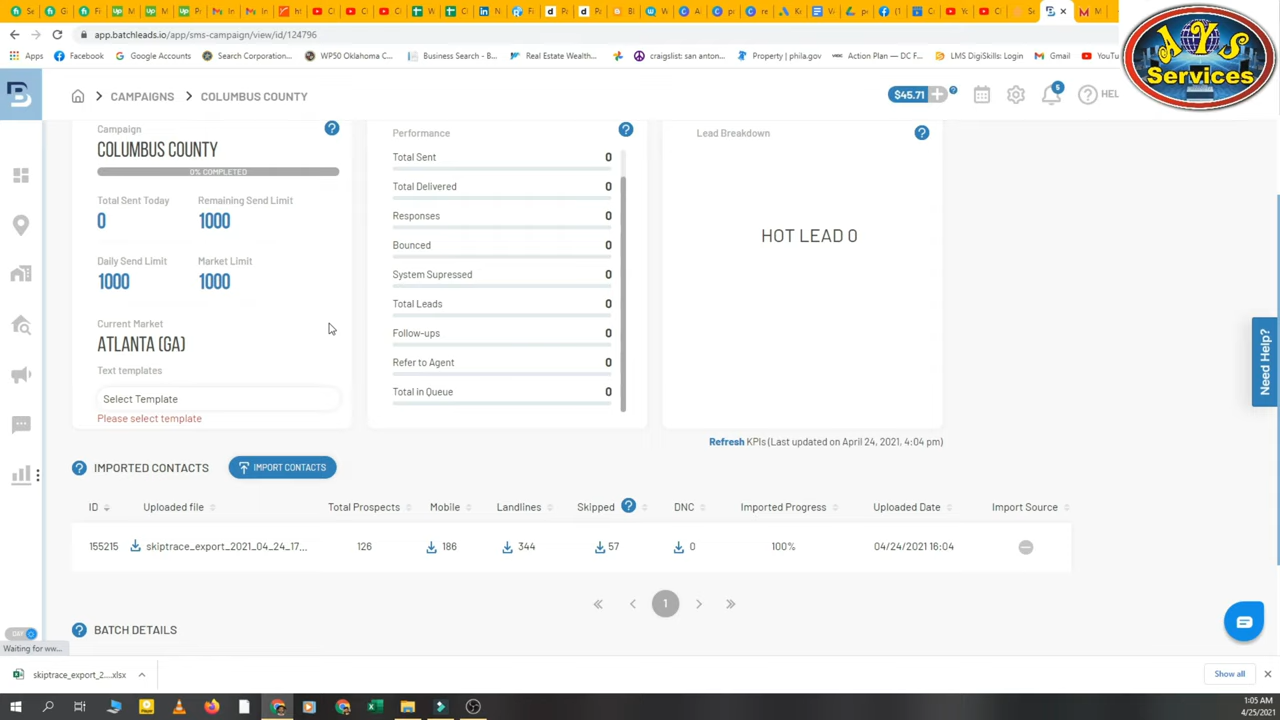 app.batchleads.io/app/sms-campaign/view/id/124796
Apps Facebook Google Accounts Search Corporation... WP50 Oklahoma C... Business Search - B... Real Estate Wealth... craigslist: san anton... Property | phila.gov Action Plan — DC F... LMS DigiSkills: Login Gmail YouTu
AYS
Services
CAMPAIGNS COLUMBUS COUNTY
$45.71 + ? 5 ? HEL
Campaign ?
COLUMBUS COUNTY
0% COMPLETED
Total Sent Today Remaining Send Limit
0 1000
Daily Send Limit Market Limit
1000 1000
Current Market
ATLANTA (GA)
Text templates
Select Template
Please select template
Performance ?
Total Sent 0
Total Delivered 0
Responses 0
Bounced 0
System Supressed 0
Total Leads 0
Follow-ups 0
Refer to Agent 0
Total in Queue 0
Lead Breakdown ?
HOT LEAD 0
Need Help?
Refresh KPIs (Last updated on April 24, 2021, 4:04 pm)
? IMPORTED CONTACTS IMPORT CONTACTS
ID Uploaded file Total Prospects Mobile Landlines Skipped ? DNC Imported Progress Uploaded Date Import Source
155215 skiptrace_export_2021_04_24_17... 126 186 344 57 0 100% 04/24/2021 16:04
« ‹ 1 › »
? BATCH DETAILS
DAY
Waiting for ww...
skiptrace_export_2....xlsx Show all
1:05 AM
4/25/2021